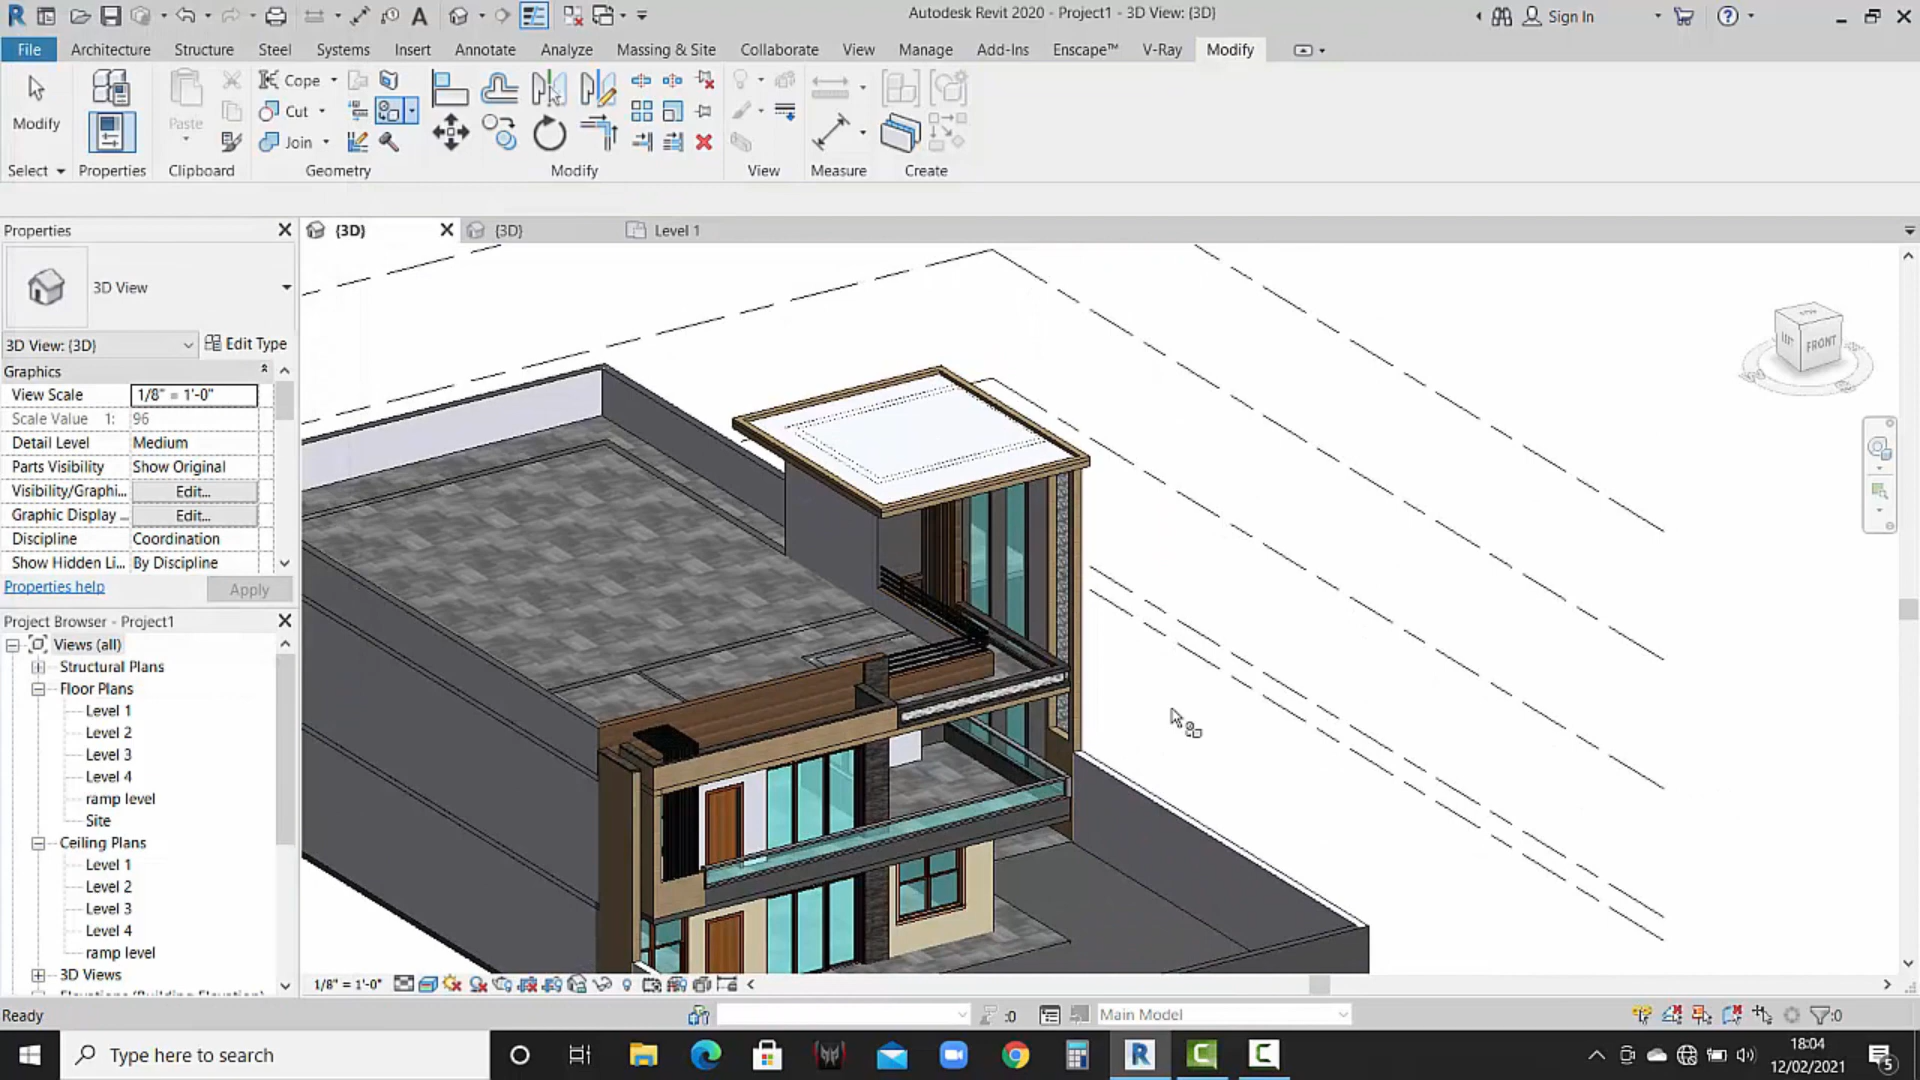 Autodesk Revit 2020 - Project1 - 3D View: {3D}
Sign In
File Architecture Structure Steel Systems Insert Annotate Analyze Massing & Site Collaborate View Manage Add-Ins Enscape™ V-Ray Modify
Modify
Paste
Cope
Cut
Join
Select Properties Clipboard Geometry Modify View Measure Create
Properties
{3D}
{3D}
Level 1
3D View
3D View: {3D}
Edit Type
Graphics
View Scale 1/8" = 1'-0"
Scale Value 1: 96
Detail Level Medium
Parts Visibility Show Original
Visibility/Graphi... Edit...
Graphic Display ... Edit...
Discipline Coordination
Show Hidden Li... By Discipline
Properties help
Apply
Project Browser - Project1
Views (all)
Structural Plans
Floor Plans
Level 1
Level 2
Level 3
Level 4
ramp level
Site
Ceiling Plans
Level 1
Level 2
Level 3
Level 4
ramp level
3D Views
FRONT
1/8" = 1'-0"
Ready
:0
Main Model
:0
Type here to search
18:04
12/02/2021
5